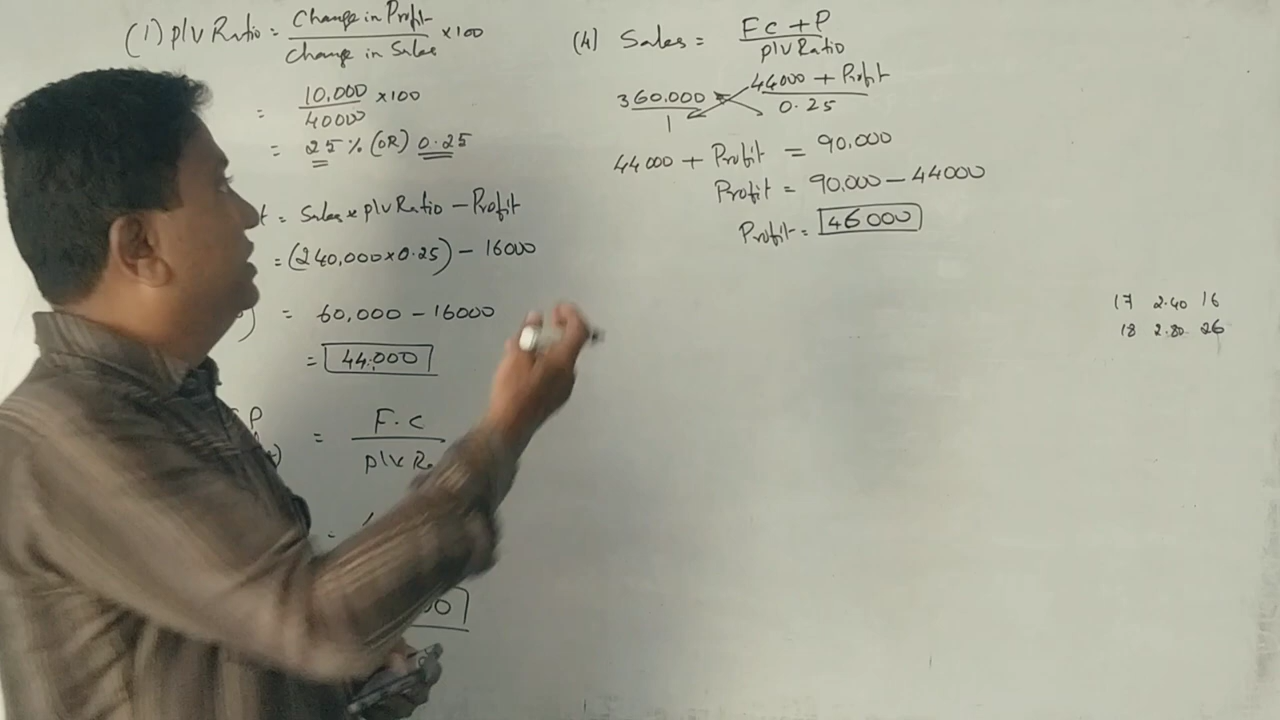 (1) P/V Ratio = Change in Profit / Change in Sales × 100
= 10,000 / 40000 × 100
= 25 % (OR) 0.25
t = Sales × P/V Ratio – Profit
= (240,000 × 0.25) – 16000
) = 60,000 – 16000
= 44,000
P = F.C / P/V R
00
(4) Sales = Fc + P / P/V Ratio
360.000 / 1 44000 + Profit / 0.25
44000 + Profit = 90,000
Profit = 90,000 – 44000
Profit = 46000
17 2.40 16
18 2.80 26